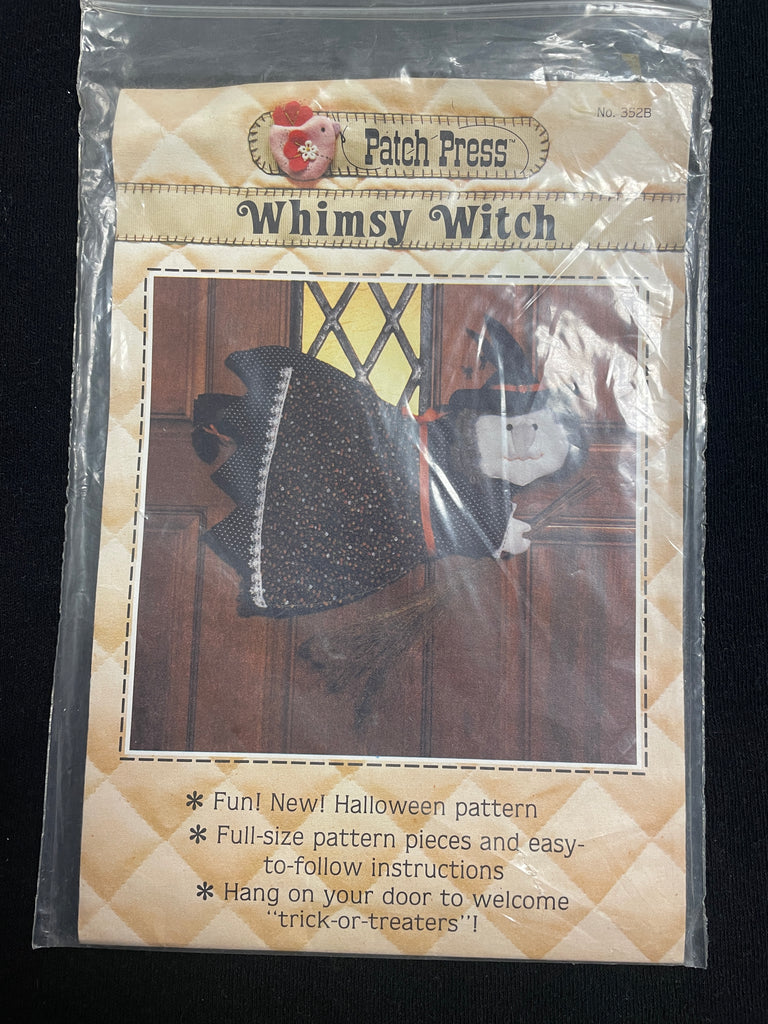 No. 352B
Patch Press™
Whimsy Witch
* Fun! New! Halloween pattern
* Full-size pattern pieces and easy-
to-follow instructions
* Hang on your door to welcome
"trick-or-treaters"!